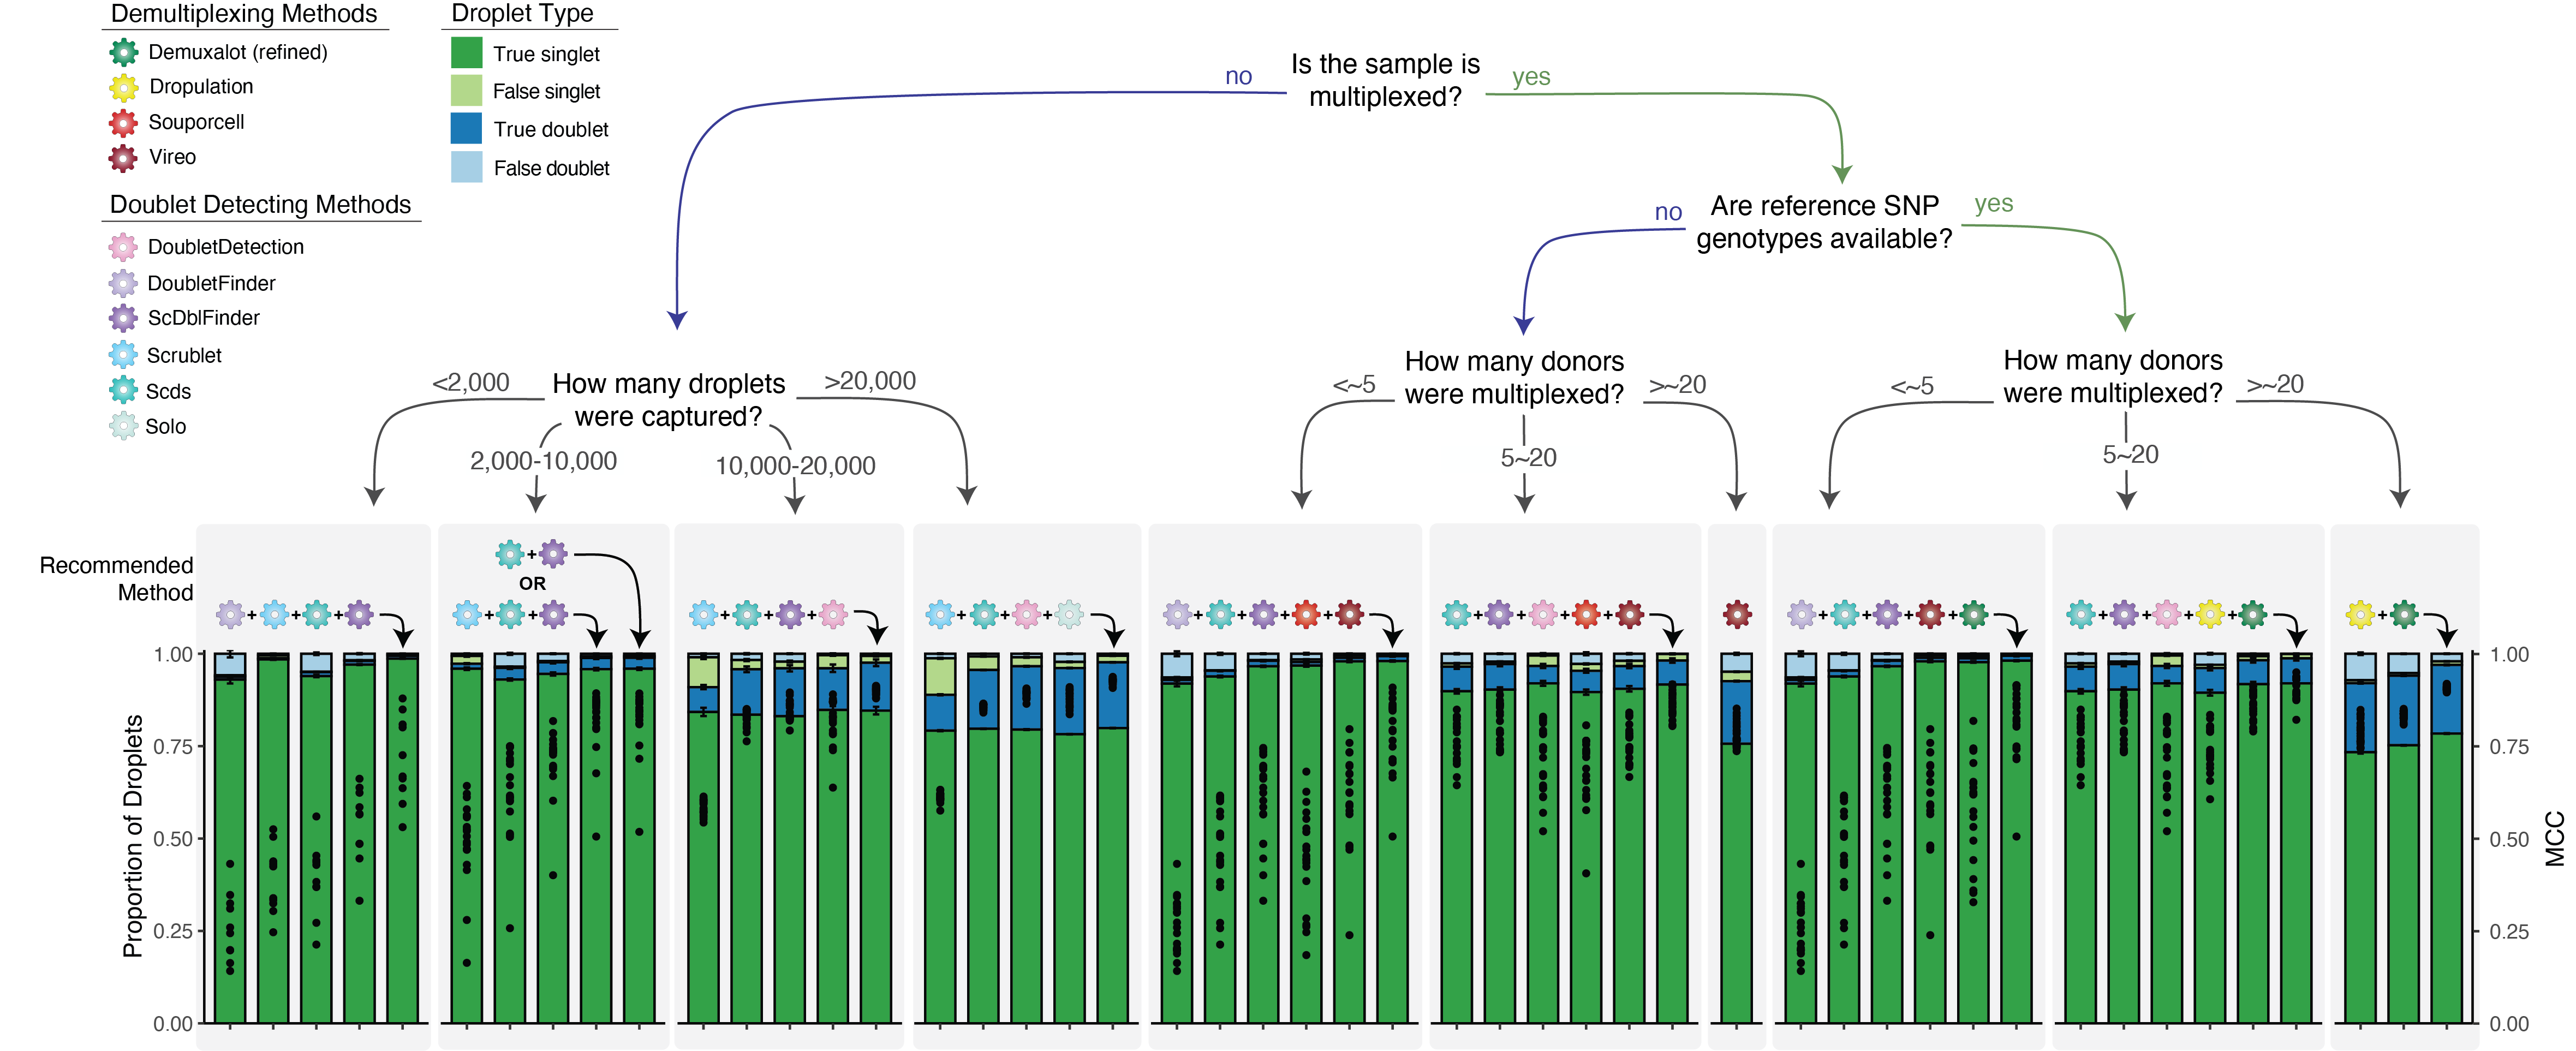 Demultiplexing Methods
Demuxalot (refined)
Dropulation
Souporcell
Vireo
Doublet Detecting Methods
DoubletDetection
DoubletFinder
ScDblFinder
Scrublet
Scds
Solo
Droplet Type
True singlet
False singlet
True doublet
False doublet
Is the sample is
multiplexed?
no
yes
Are reference SNP
genotypes available?
no
yes
How many droplets
were captured?
<2,000
2,000-10,000
10,000-20,000
>20,000
How many donors
were multiplexed?
<~5
5~20
>~20
How many donors
were multiplexed?
<~5
5~20
>~20
Recommended
Method
+ + +
+
OR
+ +
+ + +
+ + +
+ + + +
+ + + +
+ + + +
+ + + +
+
Proportion of Droplets
1.00
0.75
0.50
0.25
0.00
1.00
0.75
0.50
0.25
0.00
MCC